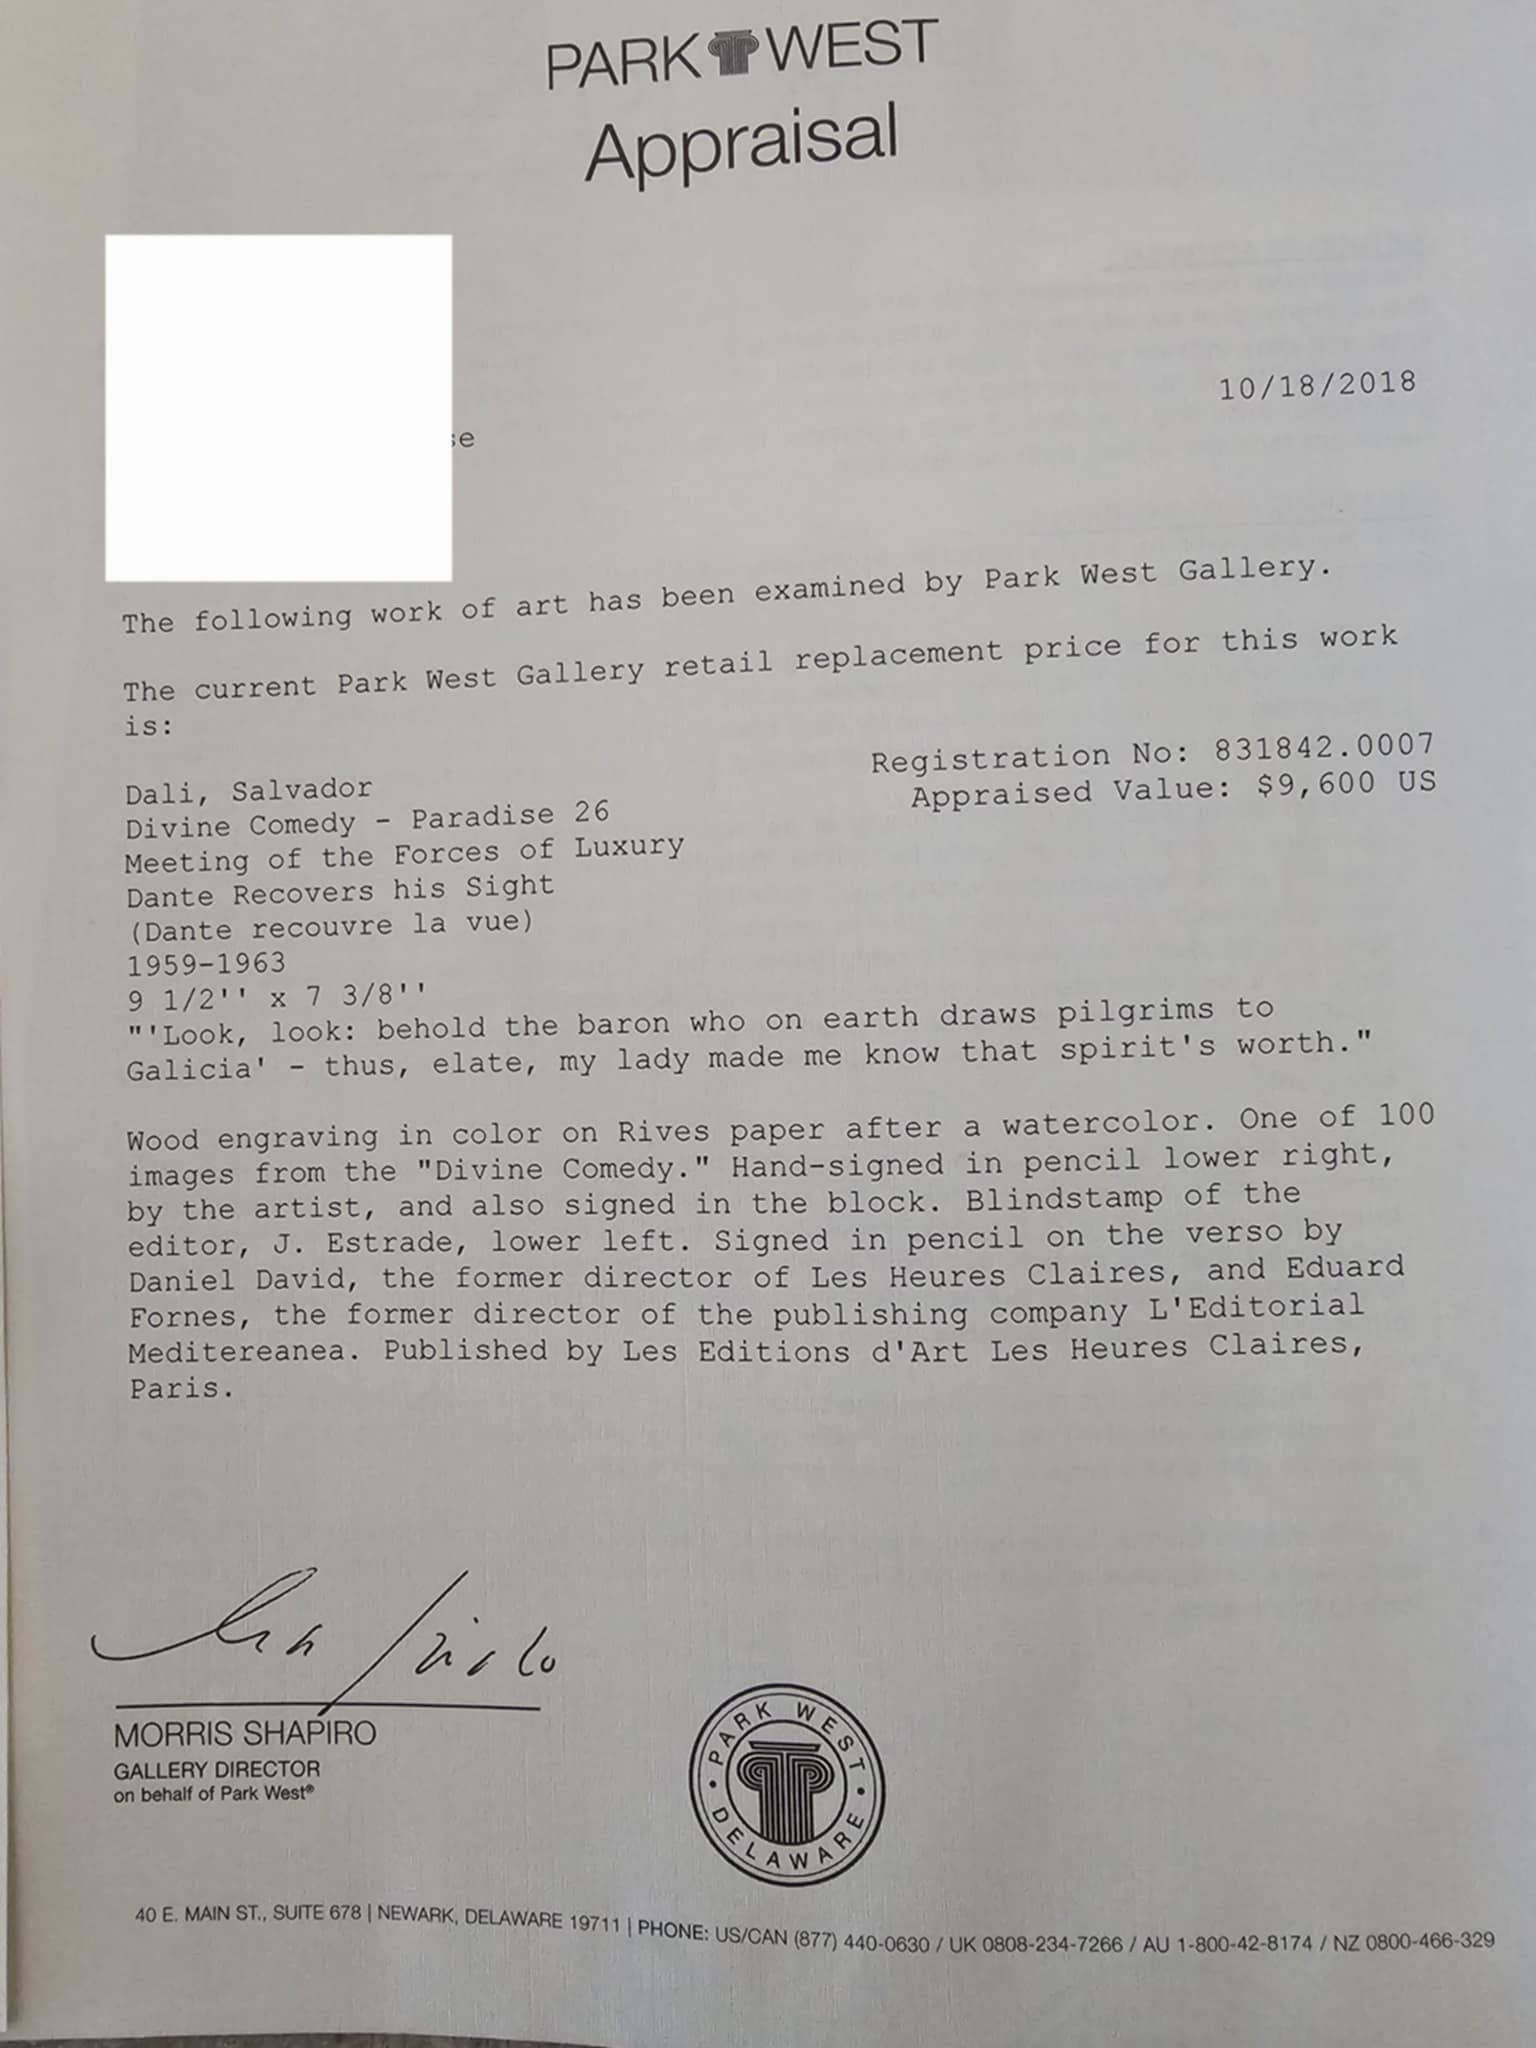 PARK WEST
Appraisal
10/18/2018
se
The following work of art has been examined by Park West Gallery.
The current Park West Gallery retail replacement price for this work
is:
Registration No: 831842.0007
Appraised Value: $9,600 US
Dali, Salvador
Divine Comedy - Paradise 26
Meeting of the Forces of Luxury
Dante Recovers his Sight
(Dante recouvre la vue)
1959-1963
9 1/2'' x 7 3/8''
"'Look, look: behold the baron who on earth draws pilgrims to
Galicia' - thus, elate, my lady made me know that spirit's worth."
Wood engraving in color on Rives paper after a watercolor. One of 100
images from the "Divine Comedy." Hand-signed in pencil lower right,
by the artist, and also signed in the block. Blindstamp of the
editor, J. Estrade, lower left. Signed in pencil on the verso by
Daniel David, the former director of Les Heures Claires, and Eduard
Fornes, the former director of the publishing company L'Editorial
Meditereanea. Published by Les Editions d'Art Les Heures Claires,
Paris.
MORRIS SHAPIRO
GALLERY DIRECTOR
on behalf of Park West®
PARK WEST
DELAWARE
40 E. MAIN ST., SUITE 678 | NEWARK, DELAWARE 19711 | PHONE: US/CAN (877) 440-0630 / UK 0808-234-7266 / AU 1-800-42-8174 / NZ 0800-466-329